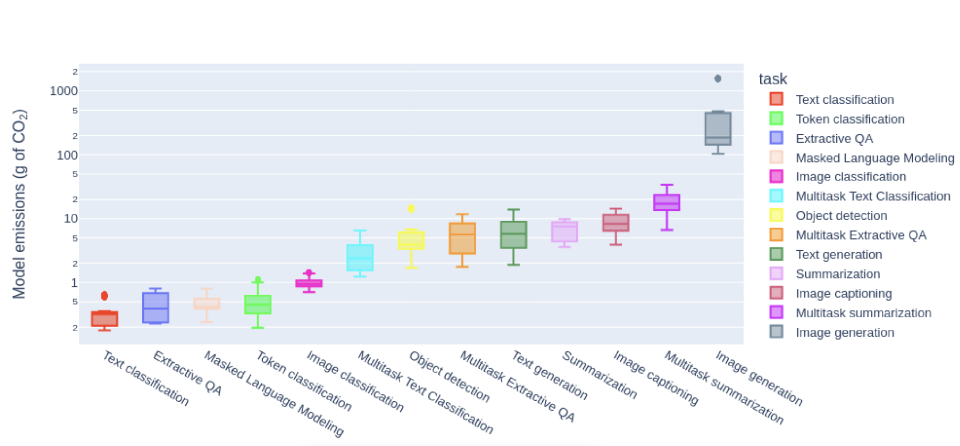 Model emissions (g of CO2)
2
1000
5
2
100
5
2
10
5
2
1
5
2
Text classification
Extractive QA
Masked Language Modeling
Token classification
Image classification
Multitask Text Classification
Object detection
Multitask Extractive QA
Text generation
Summarization
Image captioning
Multitask summarization
Image generation
task
Text classification
Token classification
Extractive QA
Masked Language Modeling
Image classification
Multitask Text Classification
Object detection
Multitask Extractive QA
Text generation
Summarization
Image captioning
Multitask summarization
Image generation